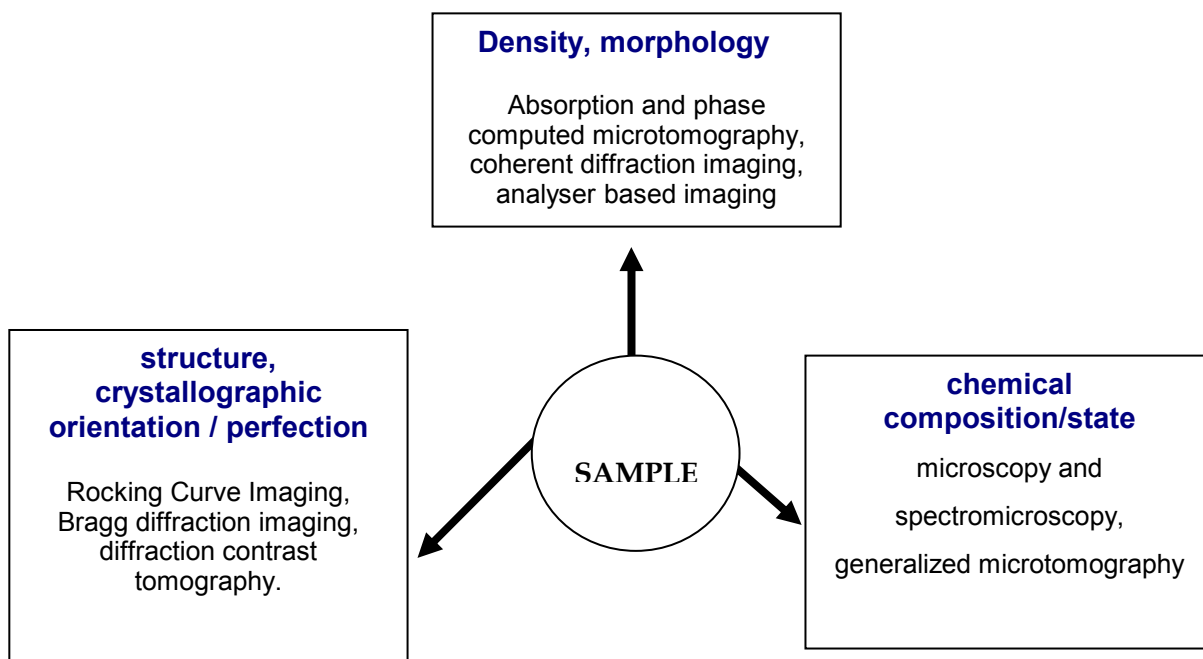 Density, morphology
Absorption and phase
computed microtomography,
coherent diffraction imaging,
analyser based imaging
structure,
crystallographic
orientation / perfection
Rocking Curve Imaging,
Bragg diffraction imaging,
diffraction contrast
tomography.
SAMPLE
chemical
composition/state
microscopy and
spectromicroscopy,
generalized microtomography